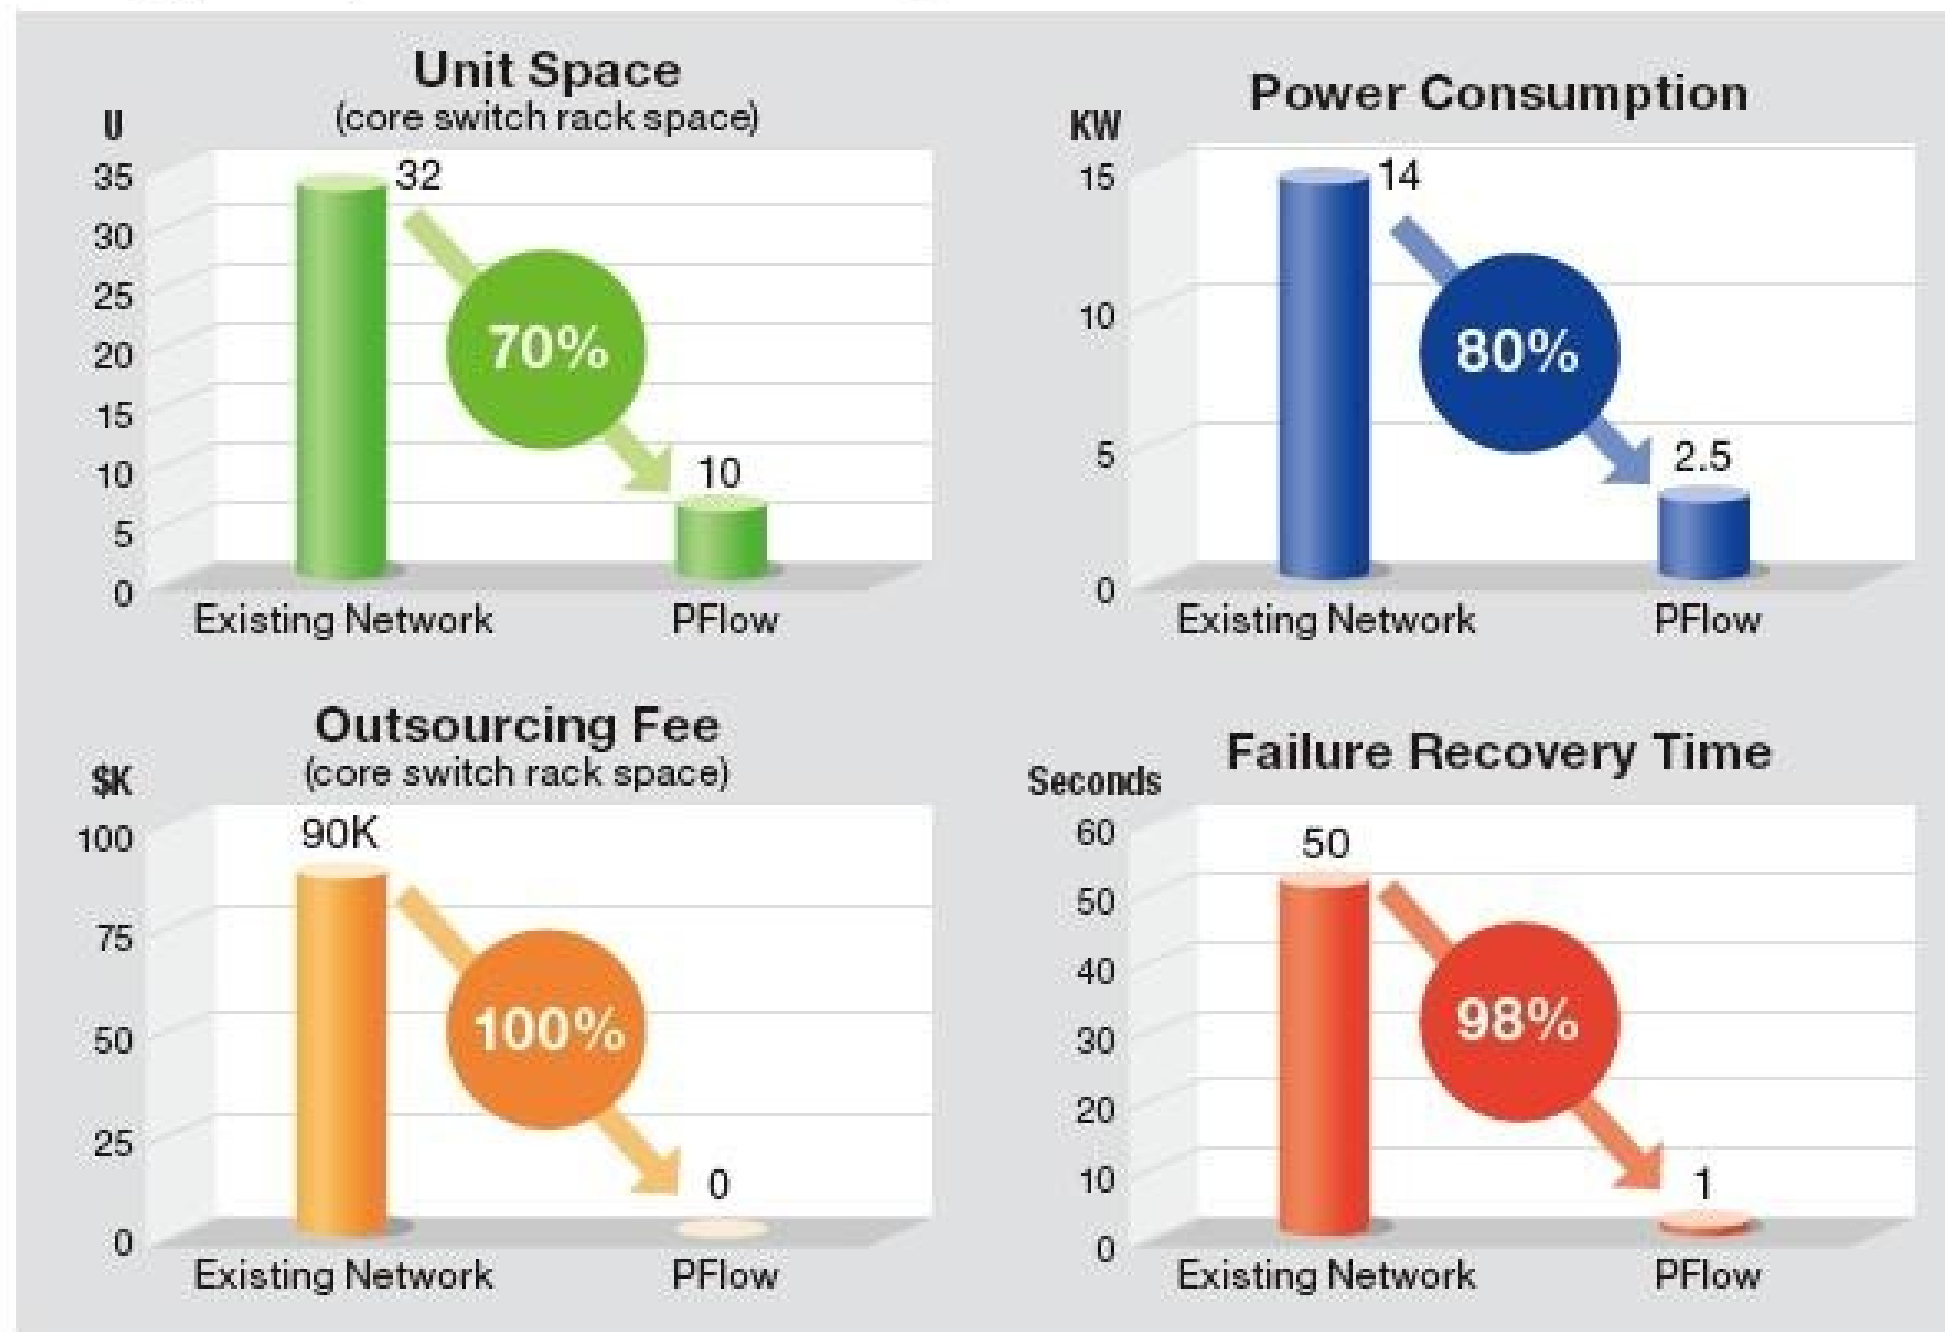 Unit Space
(core switch rack space)
U
35
30
25
20
15
10
5
0
32
70%
10
Existing Network
PFlow
Power Consumption
KW
15
10
5
0
14
80%
2.5
Existing Network
PFlow
Outsourcing Fee
(core switch rack space)
$K
100
75
50
25
0
90K
100%
0
Existing Network
PFlow
Failure Recovery Time
Seconds
60
50
40
30
20
10
0
50
98%
1
Existing Network
PFlow